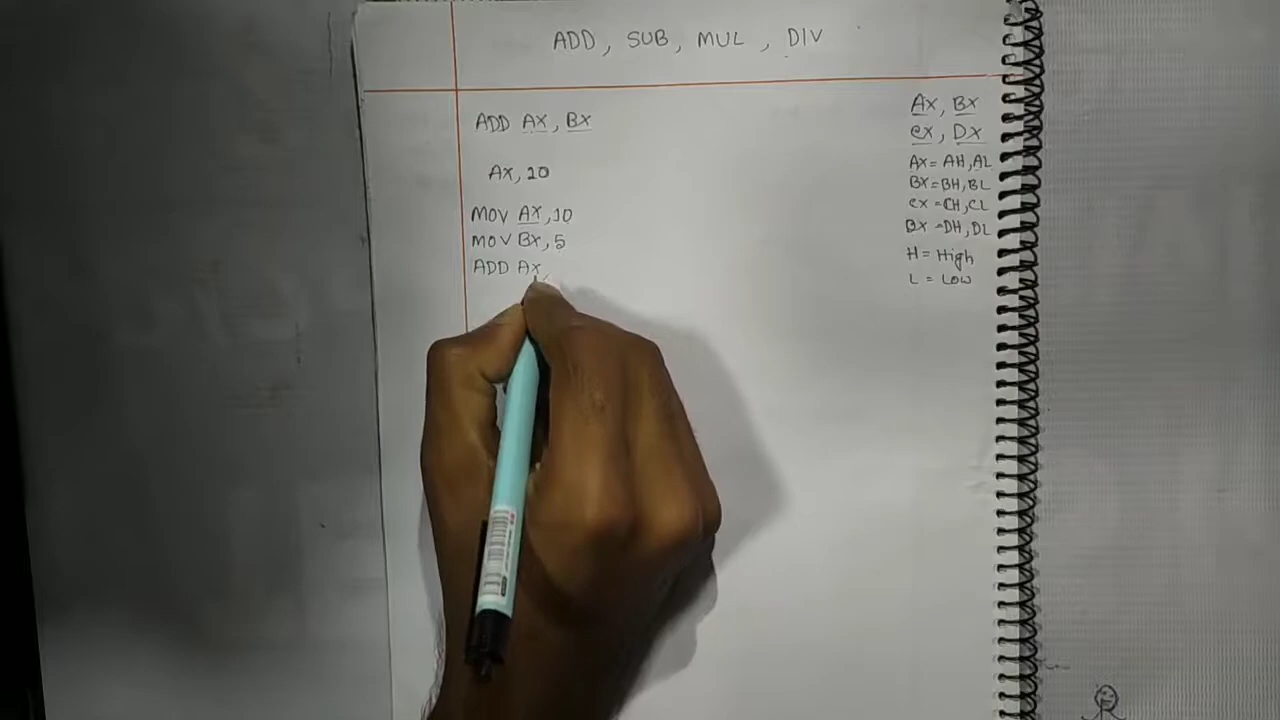 ADD, SUB, MUL, DIV
ADD AX, BX
AX, 20
MOV AX, 10
MOV BX, 5
ADD AX
AX, BX
CX, DX
AX = AH, AL
BX = BH, BL
CX = CH, CL
BX = DH, DL
H = High
L = Low